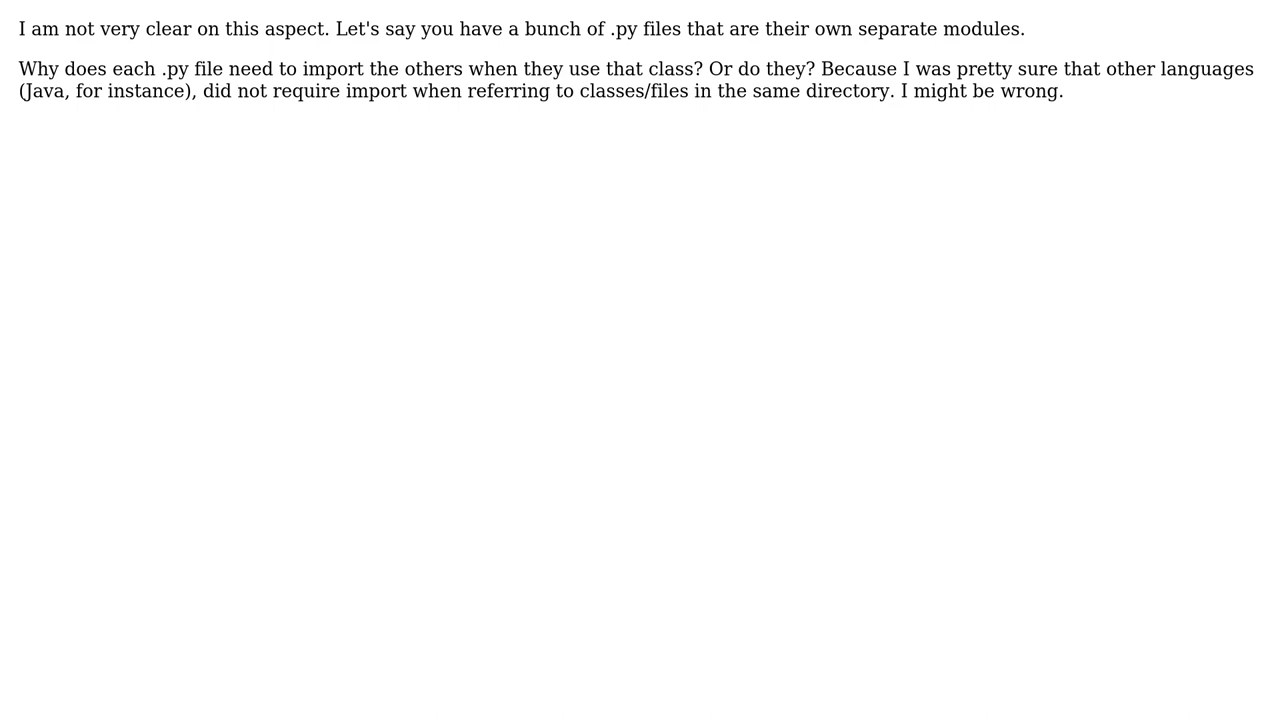 I am not very clear on this aspect. Let's say you have a bunch of .py files that are their own separate modules.
Why does each .py file need to import the others when they use that class? Or do they? Because I was pretty sure that other languages
(Java, for instance), did not require import when referring to classes/files in the same directory. I might be wrong.